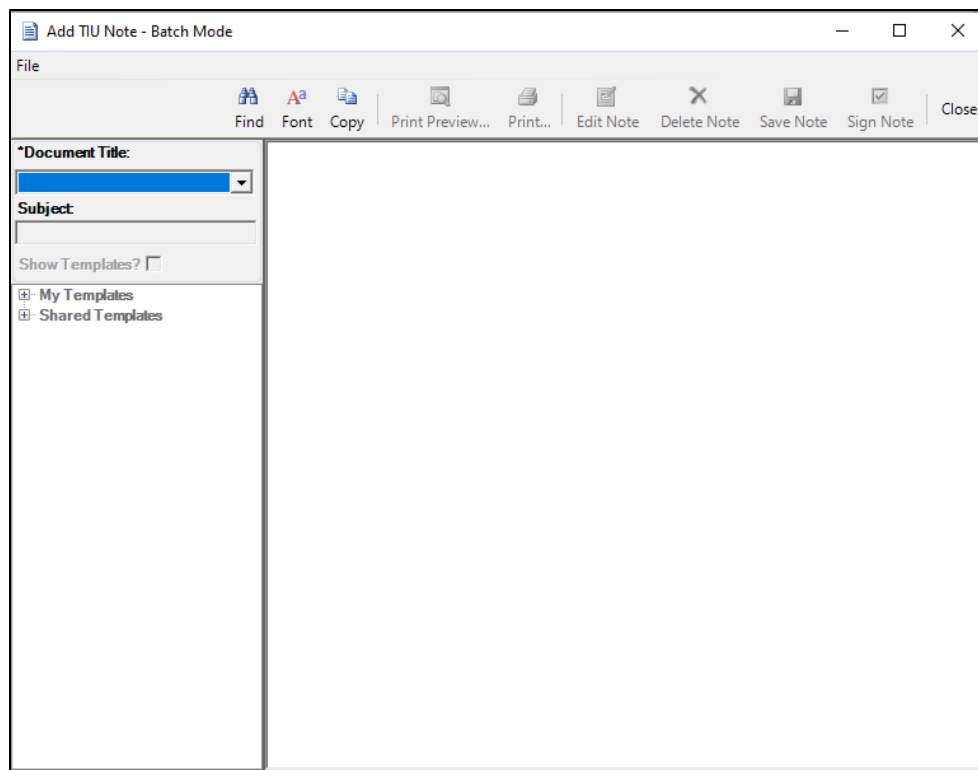 Add TIU Note - Batch Mode
File
Find Font Copy Print Preview... Print... Edit Note Delete Note Save Note Sign Note Close
*Document Title:
Subject:
Show Templates?
My Templates
Shared Templates